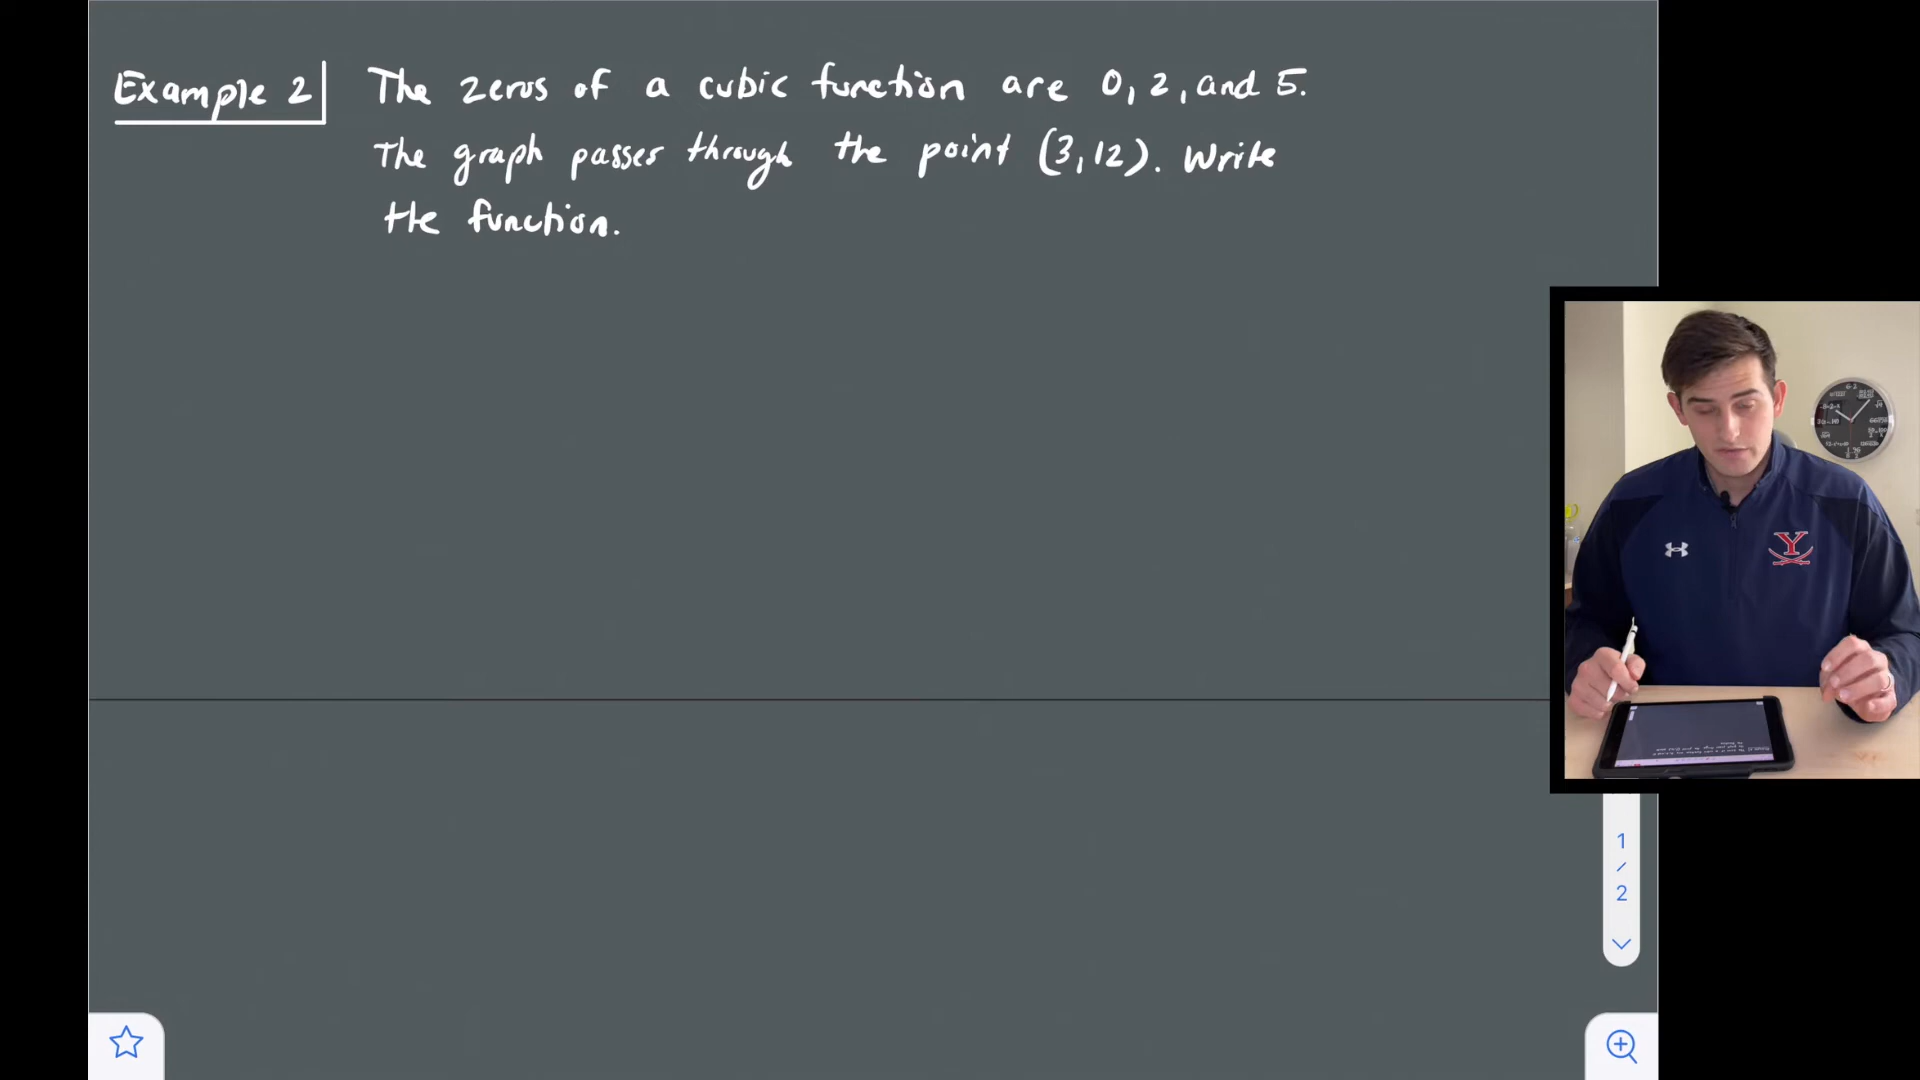 Example 2 The zeros of a cubic function are 0, 2, and 5.
The graph passes through the point (3,12). Write
the function.
Y
1
/
2